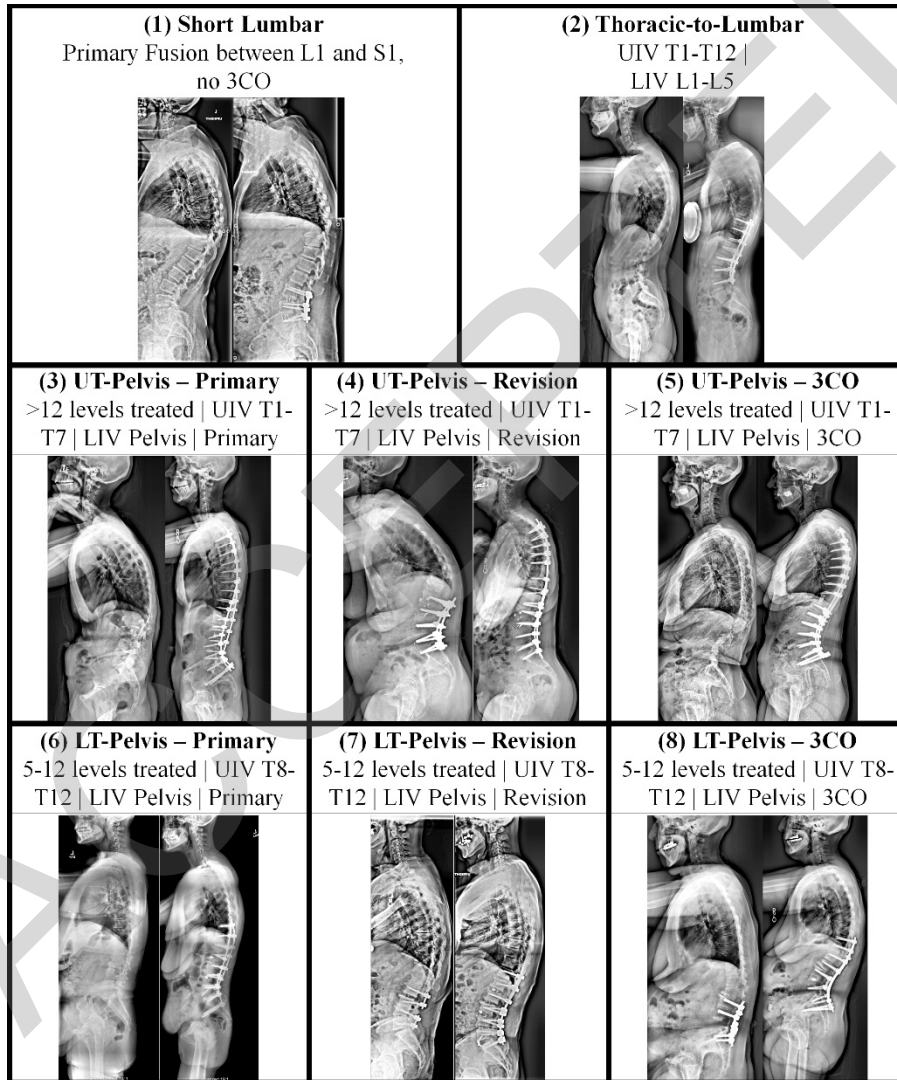 (1) Short Lumbar
Primary Fusion between L1 and S1,
no 3CO
(2) Thoracic-to-Lumbar
UIV T1-T12 |
LIV L1-L5
(3) UT-Pelvis – Primary
>12 levels treated | UIV T1-
T7 | LIV Pelvis | Primary
(4) UT-Pelvis – Revision
>12 levels treated | UIV T1-
T7 | LIV Pelvis | Revision
(5) UT-Pelvis – 3CO
>12 levels treated | UIV T1-
T7 | LIV Pelvis | 3CO
(6) LT-Pelvis – Primary
5-12 levels treated | UIV T8-
T12 | LIV Pelvis | Primary
(7) LT-Pelvis – Revision
5-12 levels treated | UIV T8-
T12 | LIV Pelvis | Revision
(8) LT-Pelvis – 3CO
5-12 levels treated | UIV T8-
T12 | LIV Pelvis | 3CO
ACCEPTE